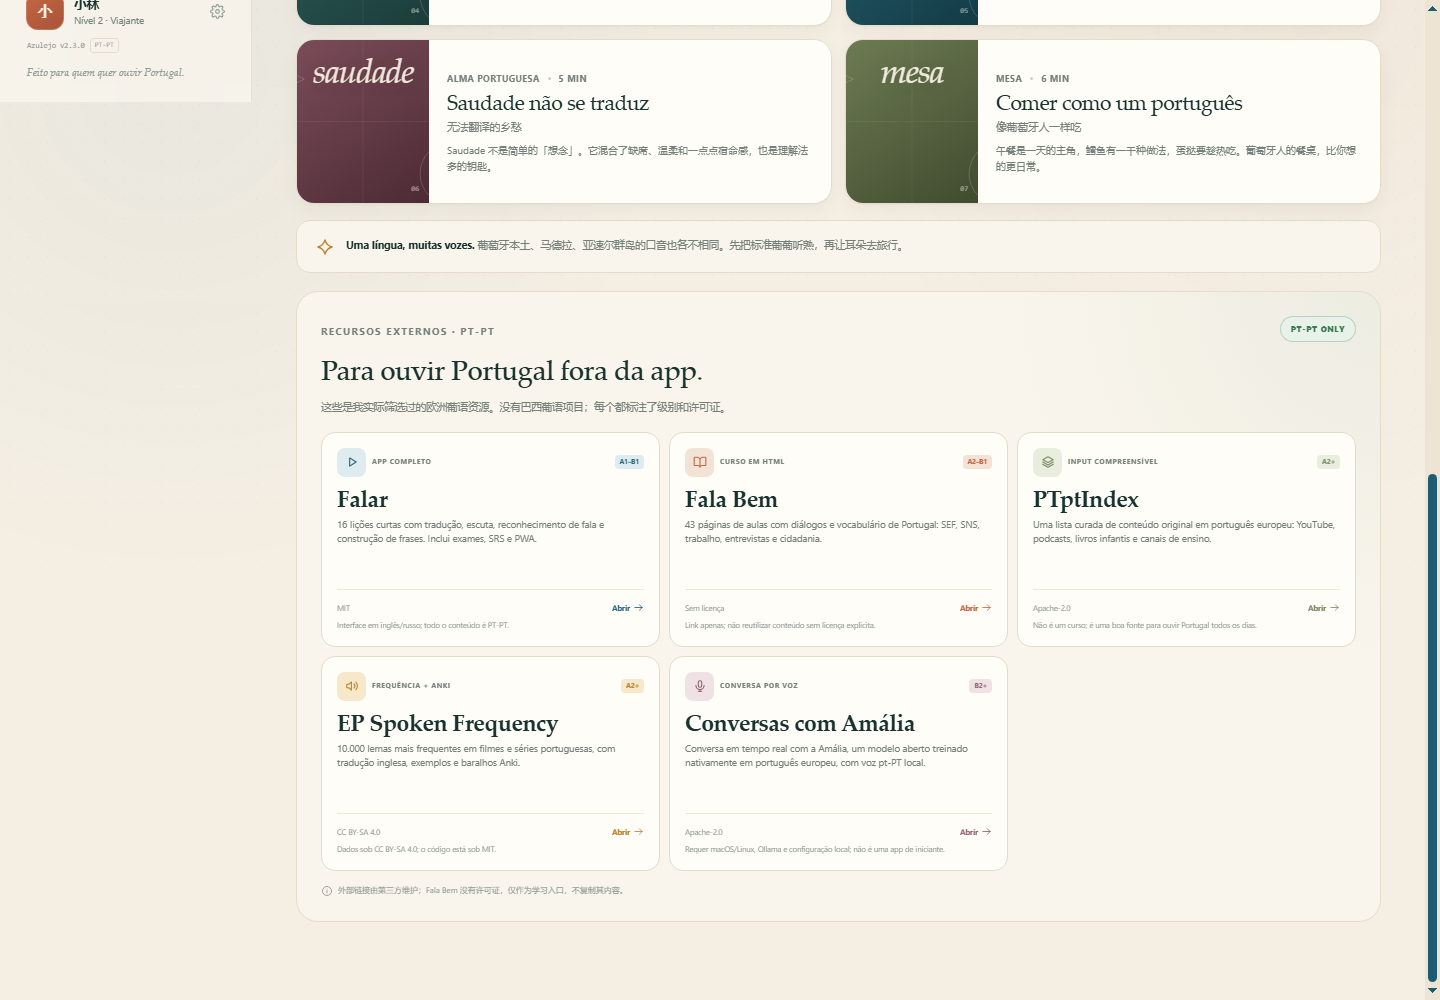 小
小林
Nível 2 · Viajante
Azulejo v2.3.0 PT-PT
Feito para quem quer ouvir Portugal.
04
05
saudade
06
ALMA PORTUGUESA • 5 MIN
Saudade não se traduz
无法翻译的乡愁
Saudade 不是简单的「想念」。它混合了缺席、温柔和一点点宿命感，也是理解法
多的钥匙。
mesa
07
MESA • 6 MIN
Comer como um português
像葡萄牙人一样吃
午餐是一天的主角，鳕鱼有一千种做法，蛋挞要趁热吃。葡萄牙人的餐桌，比你想
的更日常。
Uma língua, muitas vozes. 葡萄牙本土、马德拉、亚速尔群岛的口音也各不相同。先把标准葡葡听熟，再让耳朵去旅行。
RECURSOS EXTERNOS · PT-PT
PT-PT ONLY
Para ouvir Portugal fora da app.
这些是我实际筛选过的欧洲葡语资源。没有巴西葡语项目；每个都标注了级别和许可证。
APP COMPLETO
A1–B1
Falar
16 lições curtas com tradução, escuta, reconhecimento de fala e
construção de frases. Inclui exames, SRS e PWA.
MIT
Abrir →
Interface em inglês/russo; todo o conteúdo é PT-PT.
CURSO EM HTML
A2–B1
Fala Bem
43 páginas de aulas com diálogos e vocabulário de Portugal: SEF, SNS,
trabalho, entrevistas e cidadania.
Sem licença
Abrir →
Link apenas; não reutilizar conteúdo sem licença explícita.
INPUT COMPREENSÍVEL
A2+
PTptIndex
Uma lista curada de conteúdo original em português europeu: YouTube,
podcasts, livros infantis e canais de ensino.
Apache-2.0
Abrir →
Não é um curso; é uma boa fonte para ouvir Portugal todos os dias.
FREQUÊNCIA + ANKI
A2+
EP Spoken Frequency
10.000 lemas mais frequentes em filmes e séries portuguesas, com
tradução inglesa, exemplos e baralhos Anki.
CC BY-SA 4.0
Abrir →
Dados sob CC BY-SA 4.0; o código está sob MIT.
CONVERSA POR VOZ
B2+
Conversas com Amália
Conversa em tempo real com a Amália, um modelo aberto treinado
nativamente em português europeu, com voz pt-PT local.
Apache-2.0
Abrir →
Requer macOS/Linux, Ollama e configuração local; não é uma app de iniciante.
外部链接由第三方维护；Fala Bem 没有许可证，仅作为学习入口，不复制其内容。